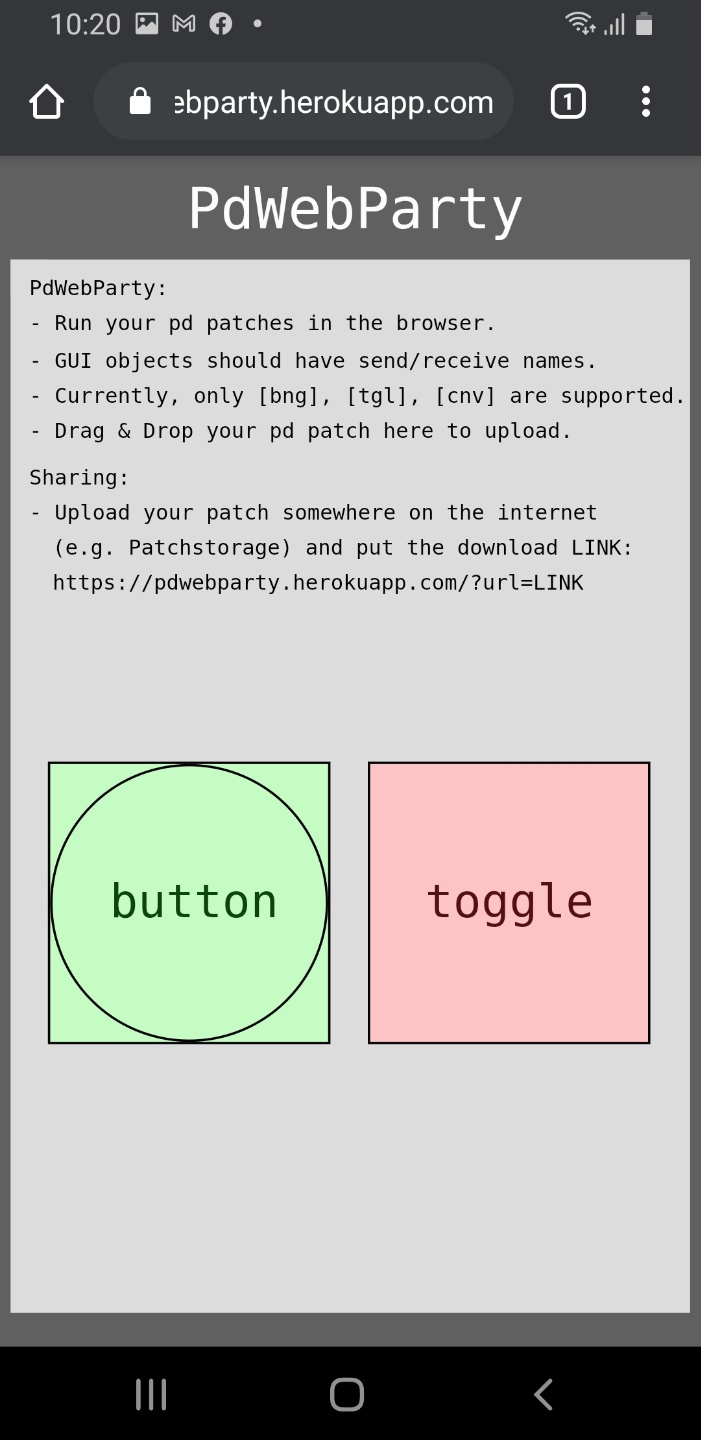 10:20
ebparty.herokuapp.com
1
PdWebParty
PdWebParty:
- Run your pd patches in the browser.
- GUI objects should have send/receive names.
- Currently, only [bng], [tgl], [cnv] are supported.
- Drag & Drop your pd patch here to upload.
Sharing:
- Upload your patch somewhere on the internet
(e.g. Patchstorage) and put the download LINK:
https://pdwebparty.herokuapp.com/?url=LINK
button
toggle